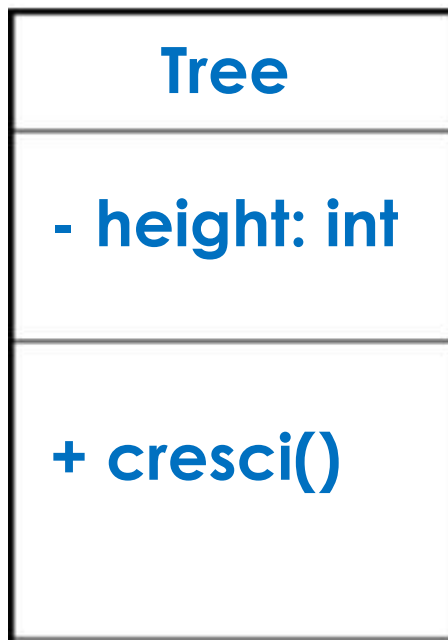 Tree
- height: int
+ cresci()